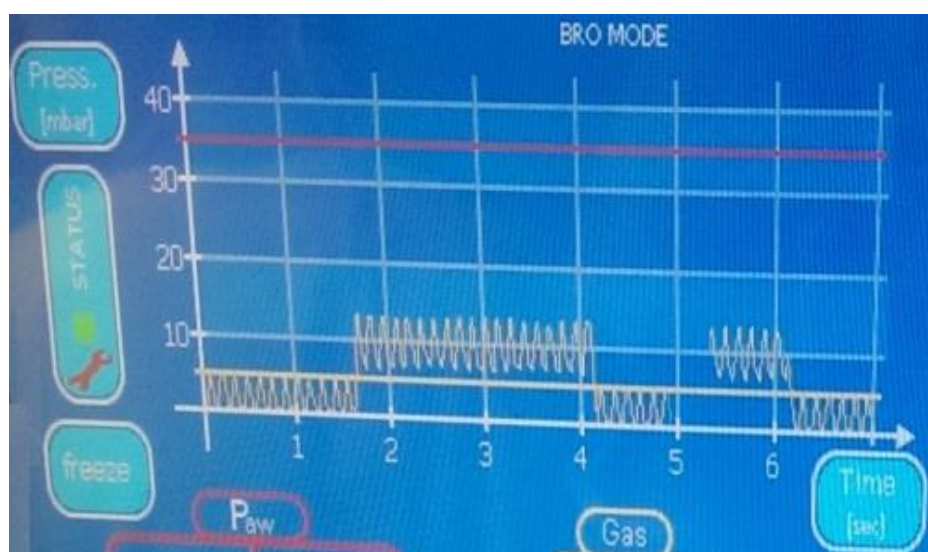 BRO MODE
Press.
[mbar]
40
30
20
10
STATUS
freeze
1
2
3
4
5
6
Time
[sec]
Paw
Gas